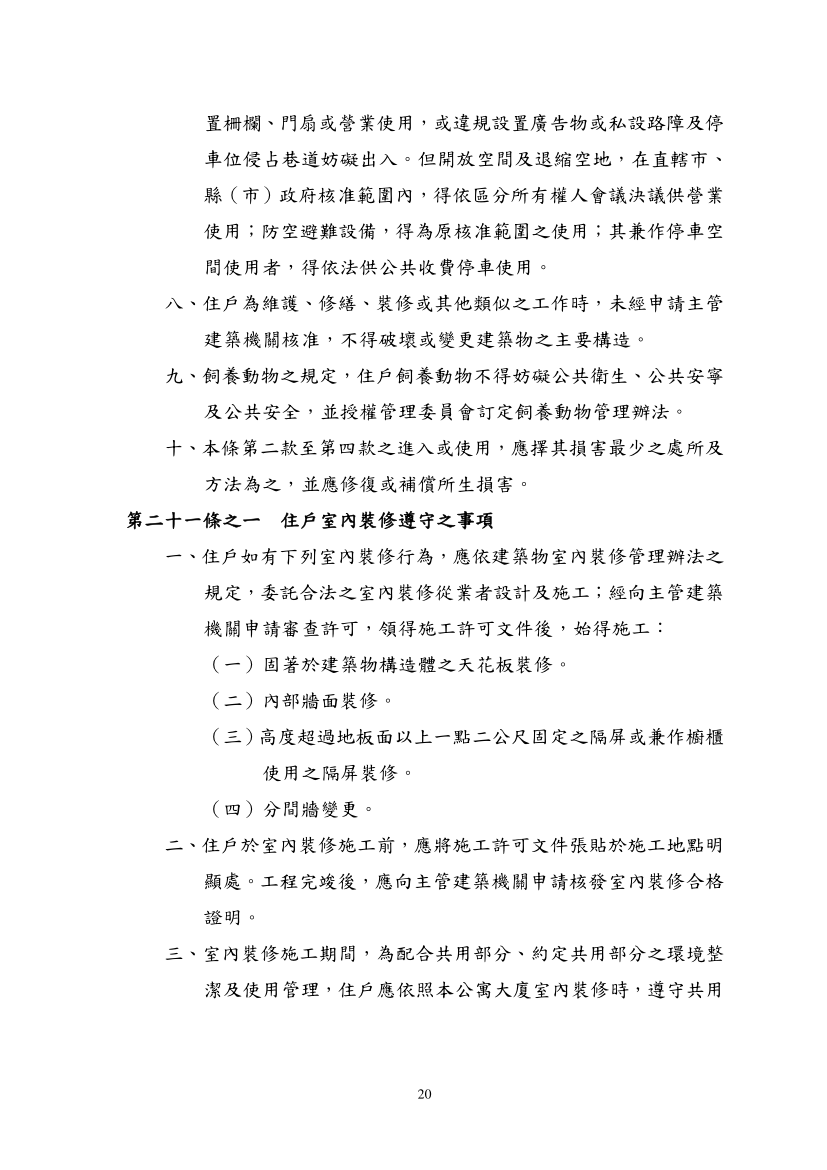 置柵欄、門扇或營業使用，或違規設置廣告物或私設路障及停
車位侵占巷道妨礙出入。但開放空間及退縮空地，在直轄市、
縣（市）政府核准範圍內，得依區分所有權人會議決議供營業
使用；防空避難設備，得為原核准範圍之使用；其兼作停車空
間使用者，得依法供公共收費停車使用。
八、住戶為維護、修繕、裝修或其他類似之工作時，未經申請主管
建築機關核准，不得破壞或變更建築物之主要構造。
九、飼養動物之規定，住戶飼養動物不得妨礙公共衛生、公共安寧
及公共安全，並授權管理委員會訂定飼養動物管理辦法。
十、本條第二款至第四款之進入或使用，應擇其損害最少之處所及
方法為之，並應修復或補償所生損害。
第二十一條之一　住戶室內裝修遵守之事項
一、住戶如有下列室內裝修行為，應依建築物室內裝修管理辦法之
規定，委託合法之室內裝修從業者設計及施工；經向主管建築
機關申請審查許可，領得施工許可文件後，始得施工：
（一）固著於建築物構造體之天花板裝修。
（二）內部牆面裝修。
（三）高度超過地板面以上一點二公尺固定之隔屏或兼作櫥櫃
使用之隔屏裝修。
（四）分間牆變更。
二、住戶於室內裝修施工前，應將施工許可文件張貼於施工地點明
顯處。工程完竣後，應向主管建築機關申請核發室內裝修合格
證明。
三、室內裝修施工期間，為配合共用部分、約定共用部分之環境整
潔及使用管理，住戶應依照本公寓大廈室內裝修時，遵守共用
20